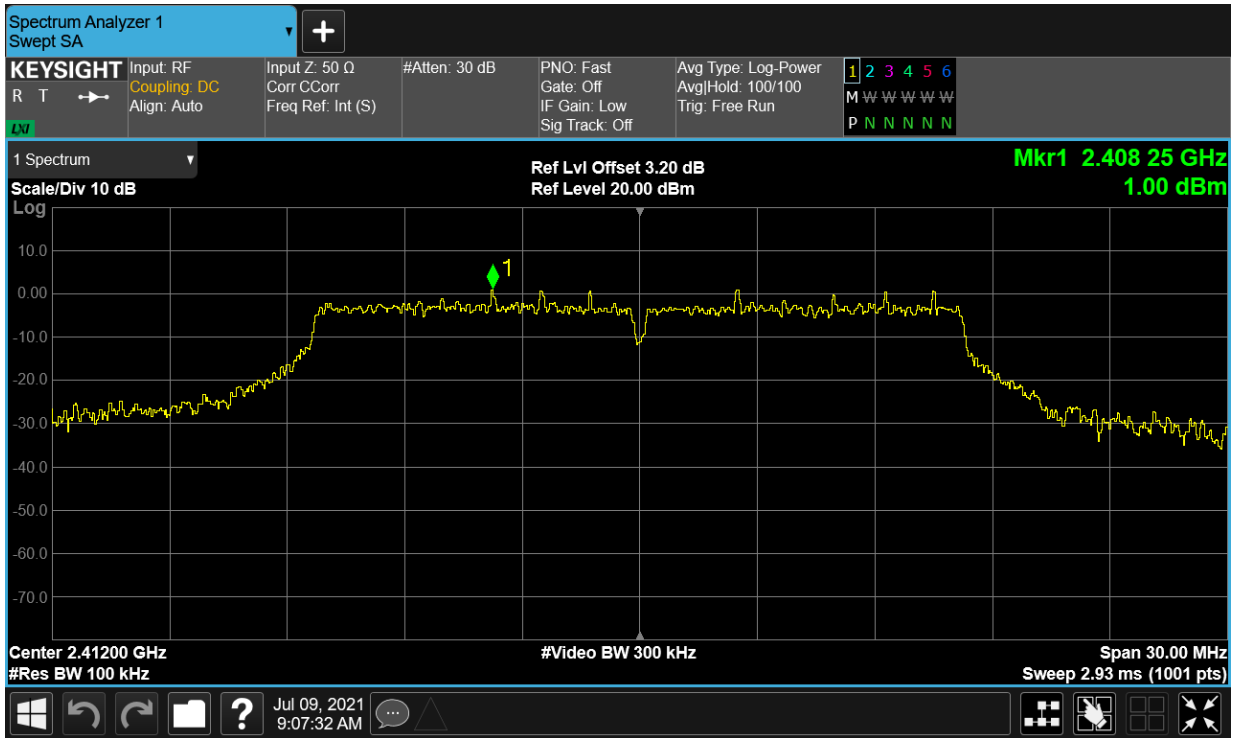 Spectrum Analyzer 1
Swept SA
KEYSIGHT
R T
LXI
Input: RF
Coupling: DC
Align: Auto
Input Z: 50 Ω
Corr CCorr
Freq Ref: Int (S)
#Atten: 30 dB
PNO: Fast
Gate: Off
IF Gain: Low
Sig Track: Off
Avg Type: Log-Power
Avg|Hold: 100/100
Trig: Free Run
1 2 3 4 5 6
M W W W W W
P N N N N N
1 Spectrum
Scale/Div 10 dB
Log
Ref Lvl Offset 3.20 dB
Ref Level 20.00 dBm
Mkr1 2.408 25 GHz
1.00 dBm
1
10.0
0.00
-10.0
-20.0
-30.0
-40.0
-50.0
-60.0
-70.0
Center 2.41200 GHz
#Res BW 100 kHz
#Video BW 300 kHz
Span 30.00 MHz
Sweep 2.93 ms (1001 pts)
?
Jul 09, 2021
9:07:32 AM